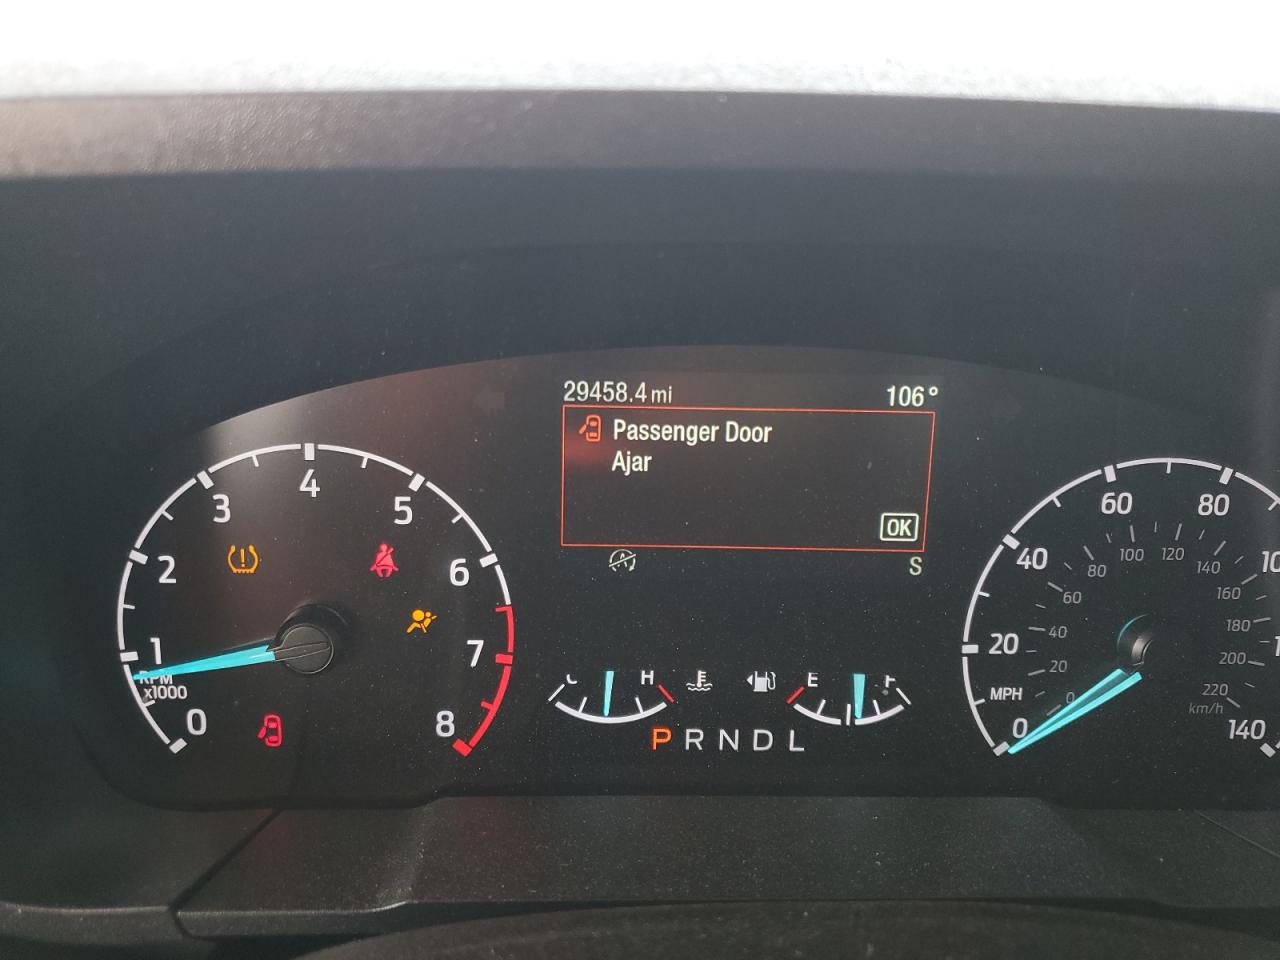 29458.4 mi 106°
Passenger Door
Ajar
OK
S
0 1 2 3 4 5 6 7 8
RPM
x1000
C H
E F
P R N D L
0 20 40 60 80 140
MPH
0 20 40 60 80 100 120 140 160 180 200 220
km/h